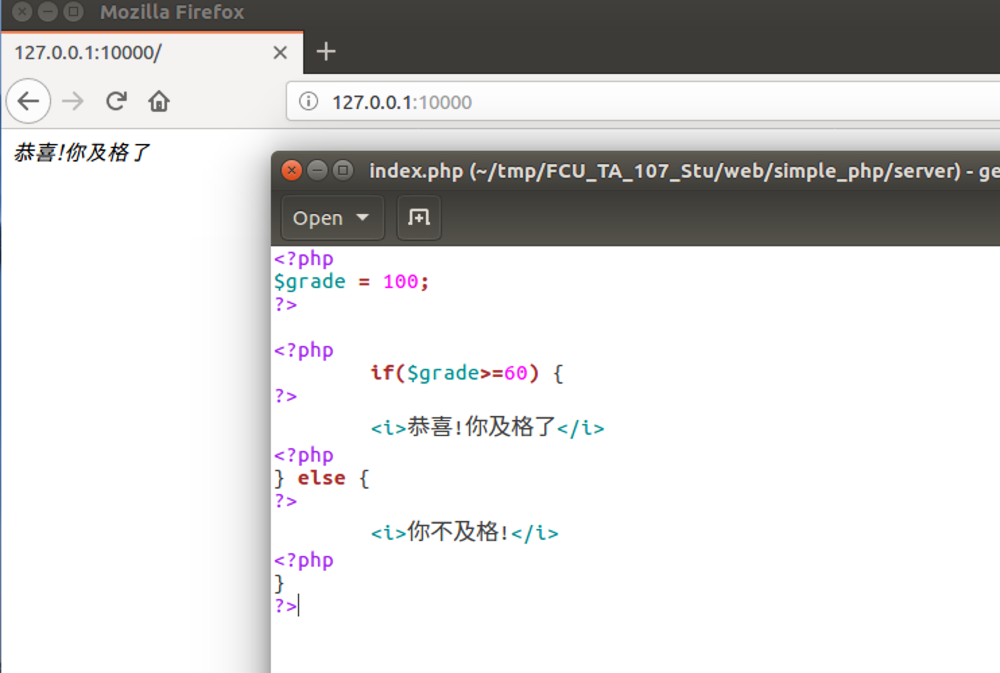 Mozilla Firefox
127.0.0.1:10000/
127.0.0.1:10000
恭喜!你及格了
index.php (~/tmp/FCU_TA_107_Stu/web/simple_php/server) - ge
Open
<?php
$grade = 100;
?>
<?php
if($grade>=60) {
?>
<i>恭喜!你及格了</i>
<?php
} else {
?>
<i>你不及格!</i>
<?php
}
?>